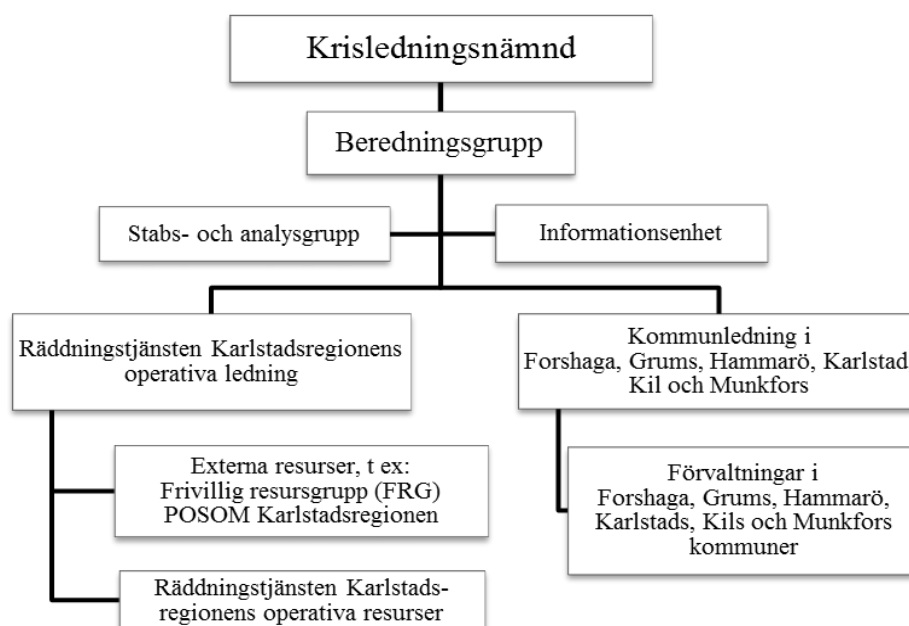 Krisledningsnämnd
Beredningsgrupp
Stabs- och analysgrupp
Informationsenhet
Räddningstjänsten Karlstadsregionens
operativa ledning
Kommunledning i
Forshaga, Grums, Hammarö, Karlstad,
Kil och Munkfors
Externa resurser, t ex:
Frivillig resursgrupp (FRG)
POSOM Karlstadsregionen
Förvaltningar i
Forshaga, Grums, Hammarö,
Karlstads, Kils och Munkfors
kommuner
Räddningstjänsten Karlstads-
regionens operativa resurser